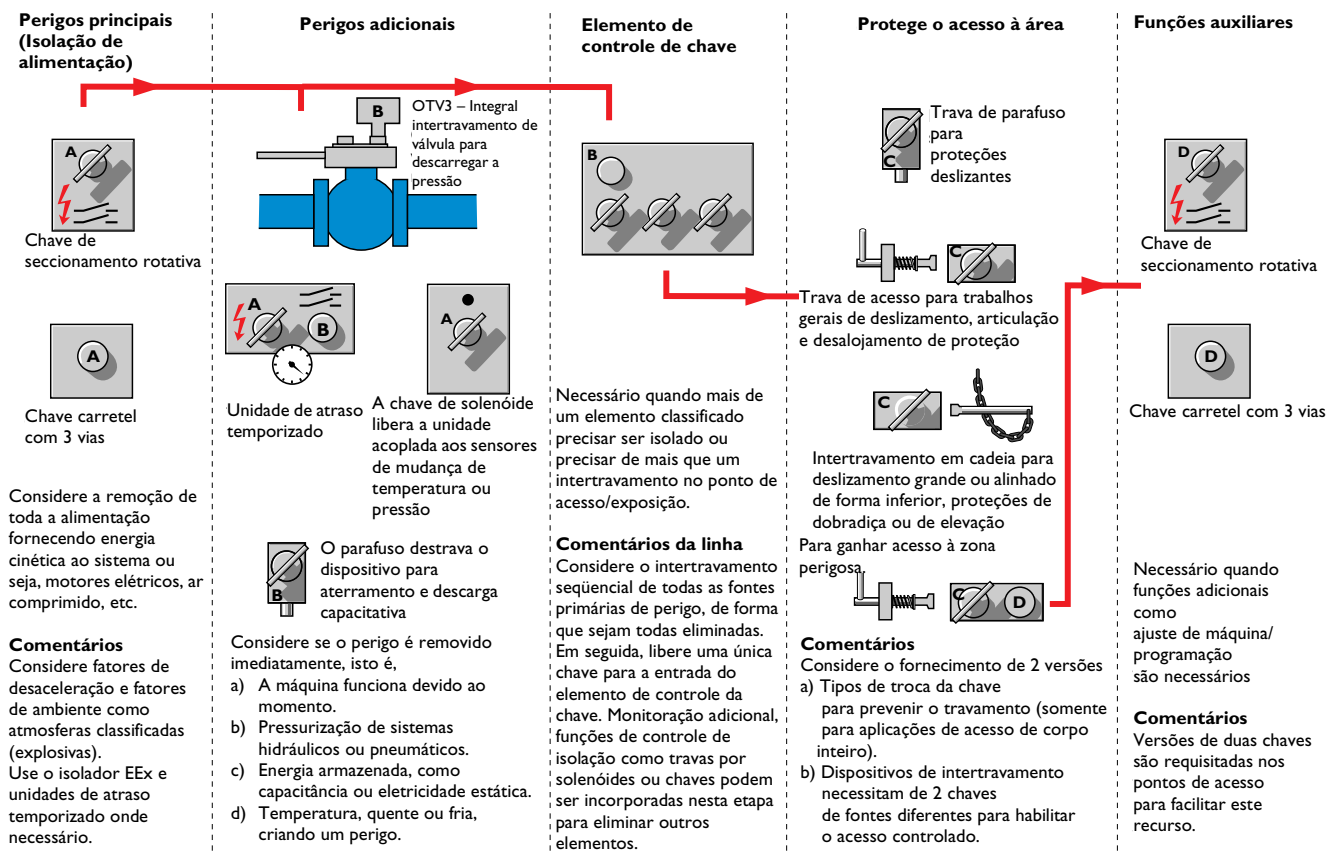 Perigos principais
(Isolação de
alimentação)
A
Chave de
seccionamento rotativa
A
Chave carretel
com 3 vias
Considere a remoção de
toda a alimentação
fornecendo energia
cinética ao sistema ou
seja, motores elétricos, ar
comprimido, etc.
Comentários
Considere fatores de
desaceleração e fatores
de ambiente como
atmosferas classificadas
(explosivas).
Use o isolador EEx e
unidades de atraso
temporizado onde
necessário.
Perigos adicionais
B
OTV3 – Integral
intertravamento de
válvula para
descarregar a
pressão
A
B
Unidade de atraso
temporizado
A
A chave de solenóide
libera a unidade
acoplada aos sensores
de mudança de
temperatura ou
pressão
B
O parafuso destrava o
dispositivo para
aterramento e descarga
capacitativa
Considere se o perigo é removido
imediatamente, isto é,
a) A máquina funciona devido ao
momento.
b) Pressurização de sistemas
hidráulicos ou pneumáticos.
c) Energia armazenada, como
capacitância ou eletricidade estática.
d) Temperatura, quente ou fria,
criando um perigo.
Elemento de
controle de chave
B
Necessário quando mais de
um elemento classificado
precisar ser isolado ou
precisar de mais que um
intertravamento no ponto de
acesso/exposição.
Comentários da linha
Considere o intertravamento
seqüencial de todas as fontes
primárias de perigo, de forma
que sejam todas eliminadas.
Em seguida, libere uma única
chave para a entrada do
elemento de controle da
chave. Monitoração adicional,
funções de controle de
isolação como travas por
solenóides ou chaves podem
ser incorporadas nesta etapa
para eliminar outros
elementos.
Protege o acesso à área
C
Trava de parafuso
para
proteções
deslizantes
C
Trava de acesso para trabalhos
gerais de deslizamento, articulação
e desalojamento de proteção
C
Intertravamento em cadeia para
deslizamento grande ou alinhado
de forma inferior, proteções de
dobradiça ou de elevação
Para ganhar acesso à zona
perigosa.
C
D
Comentários
Considere o fornecimento de 2 versões
a) Tipos de troca da chave
para prevenir o travamento (somente
para aplicações de acesso de corpo
inteiro).
b) Dispositivos de intertravamento
necessitam de 2 chaves
de fontes diferentes para habilitar
o acesso controlado.
Funções auxiliares
D
Chave de
seccionamento rotativa
D
Chave carretel com 3 vias
Necessário quando
funções adicionais
como
ajuste de máquina/
programação
são necessários
Comentários
Versões de duas chaves
são requisitadas nos
pontos de acesso
para facilitar este
recurso.